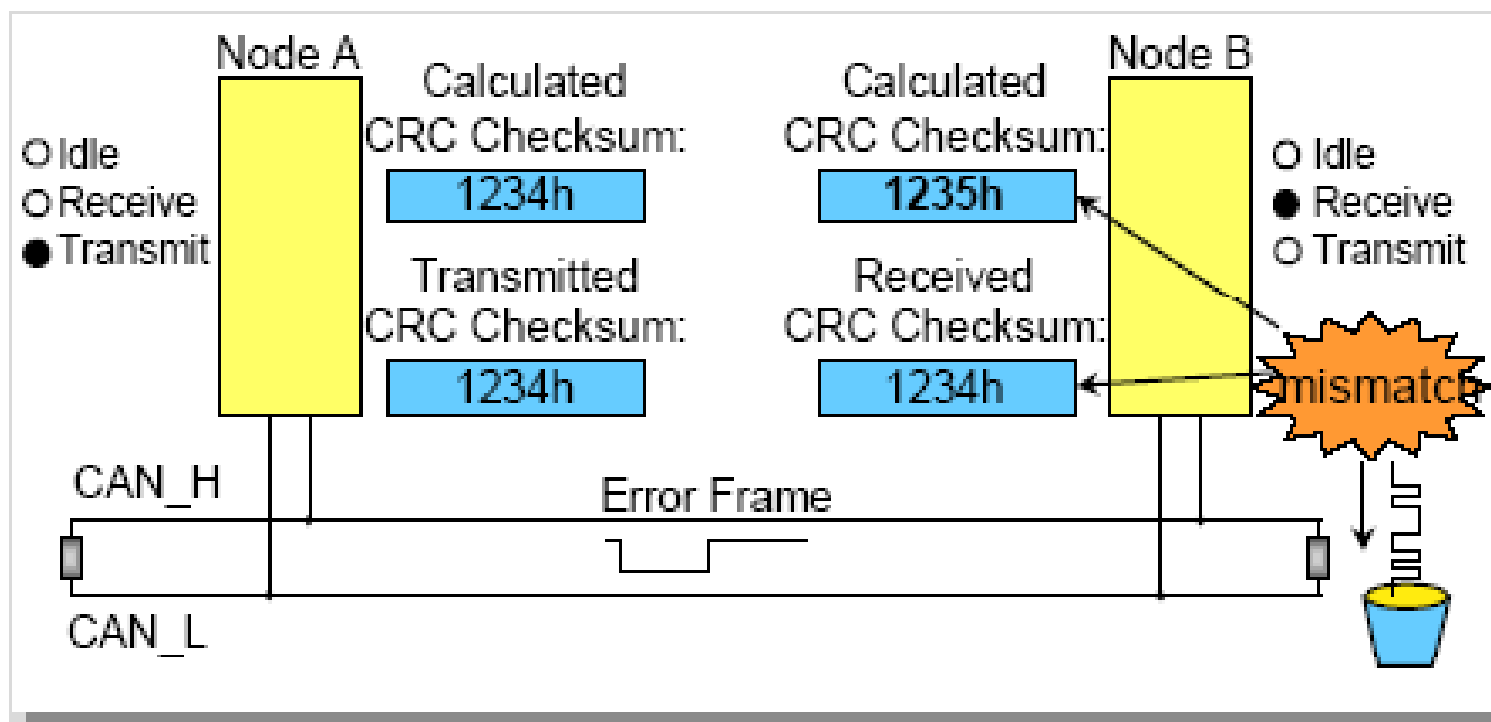 Node A
Calculated
CRC Checksum:
1234h
Transmitted
CRC Checksum:
1234h
Idle
Receive
Transmit
Node B
Calculated
CRC Checksum:
1235h
Received
CRC Checksum:
1234h
Idle
Receive
Transmit
mismatch
CAN_H
Error Frame
CAN_L